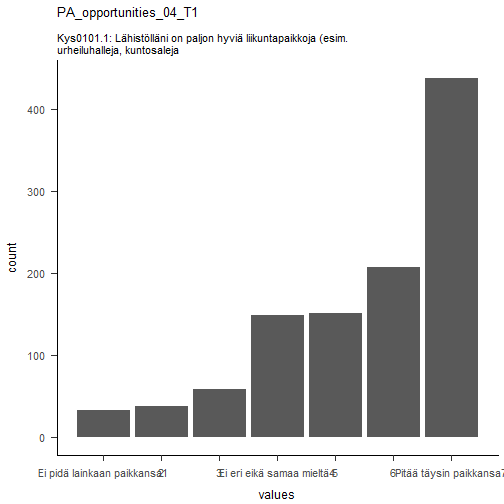 PA_opportunities_04_T1
Kys0101.1: Lähistölläni on paljon hyviä liikuntapaikkoja (esim.
urheiluhalleja, kuntosaleja
400
300
200
100
0
count
Ei pidä lainkaan paikkansa1 2 3 Ei eri eikä samaa mieltä4 5 6 Pitää täysin paikkansa7
values